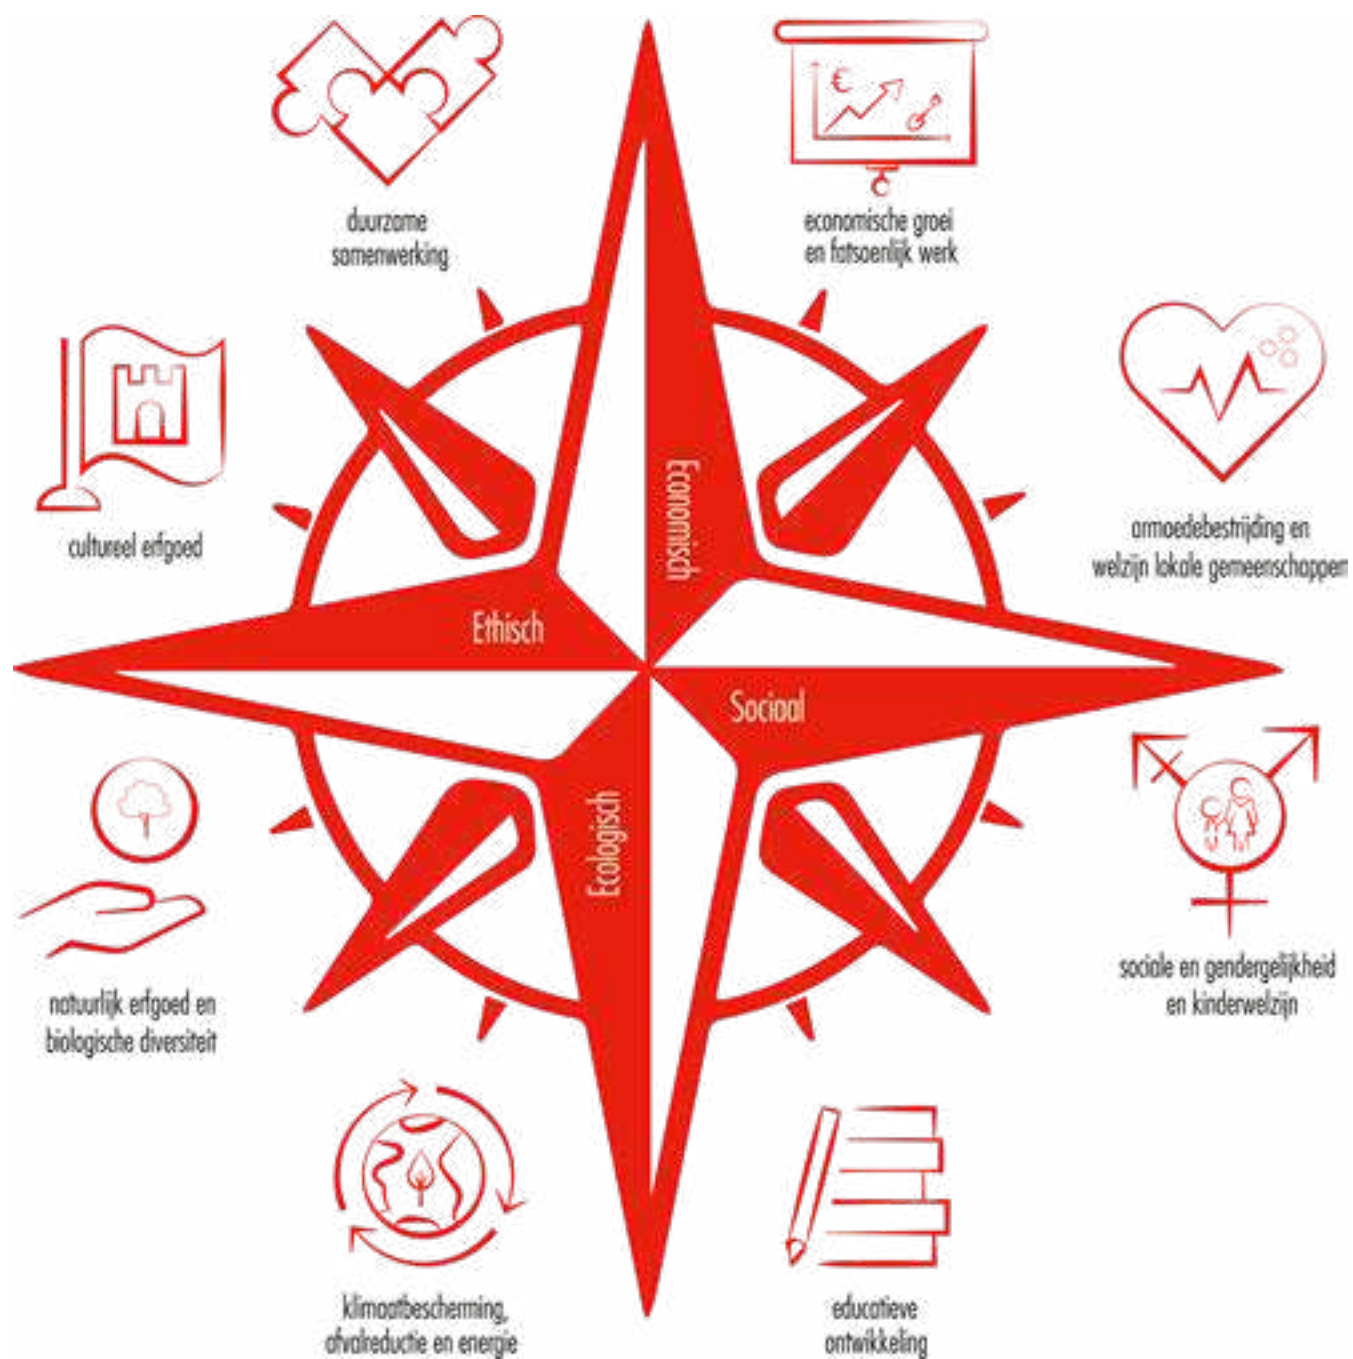 duurzame
samenwerking
economische groei
en fatsoenlijk werk
cultureel erfgoed
armoedebestrijding en
welzijn lokale gemeenschappen
Economisch
Ethisch
Sociaal
Ecologisch
natuurlijk erfgoed en
biologische diversiteit
sociale en gendergelijkheid
en kinderwelzijn
klimaatbescherming,
afvalreductie en energie
educatieve
ontwikkeling
€